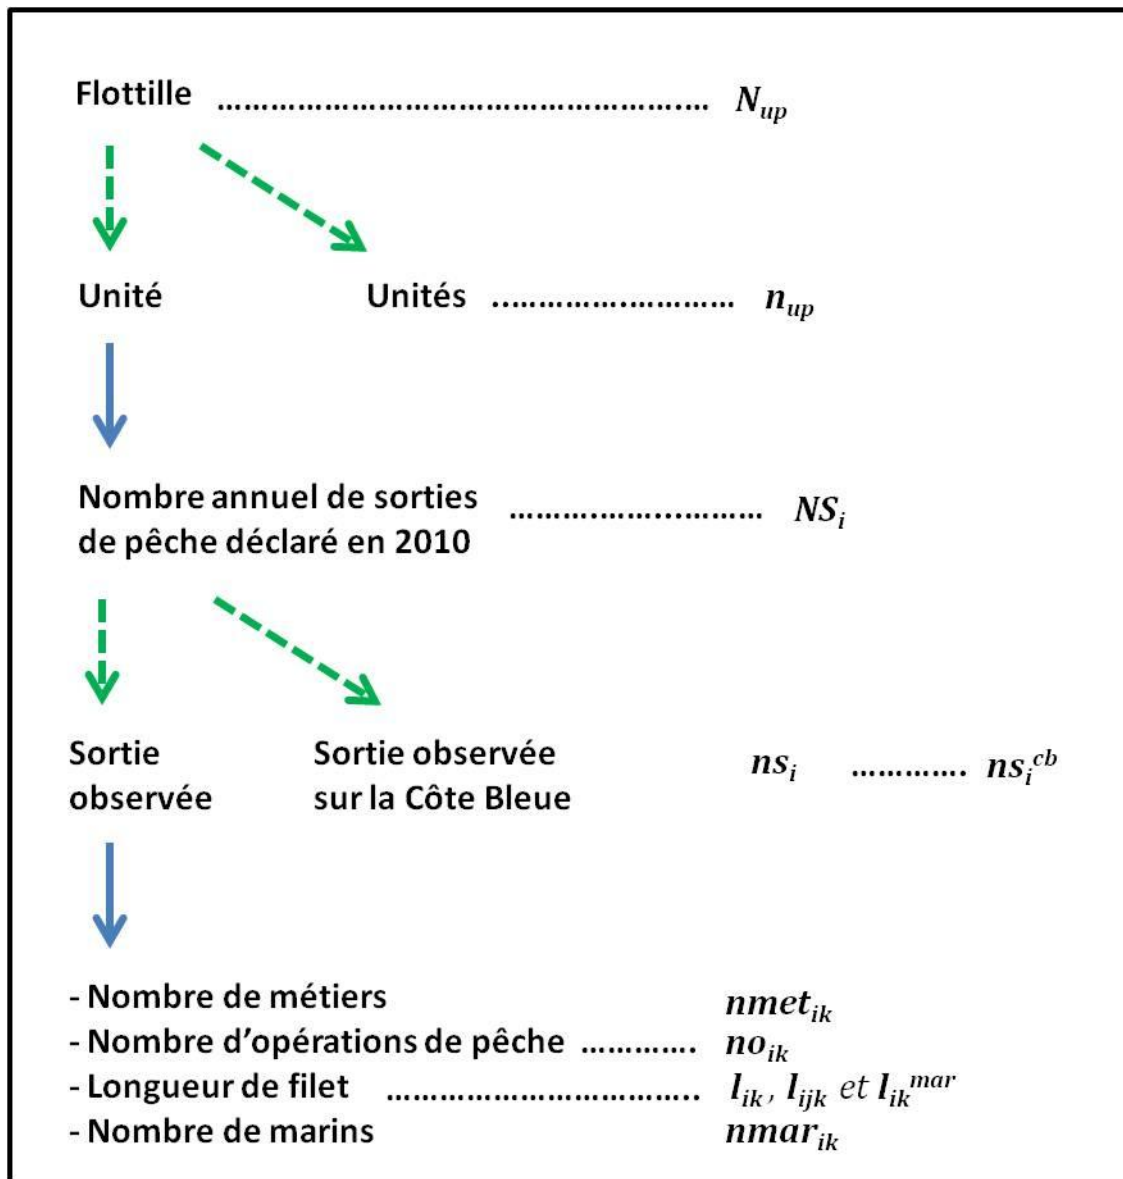 Flottille ................................................ N_up
Unité Unités ........................ n_up
Nombre annuel de sorties
de pêche déclaré en 2010 ........................ NS_i
Sortie Sortie observée
observée sur la Côte Bleue ns_i ............. ns_i^cb
- Nombre de métiers nmet_ik
- Nombre d’opérations de pêche ............. no_ik
- Longueur de filet ................................. l_ik, l_ijk et l_ik^mar
- Nombre de marins nmar_ik